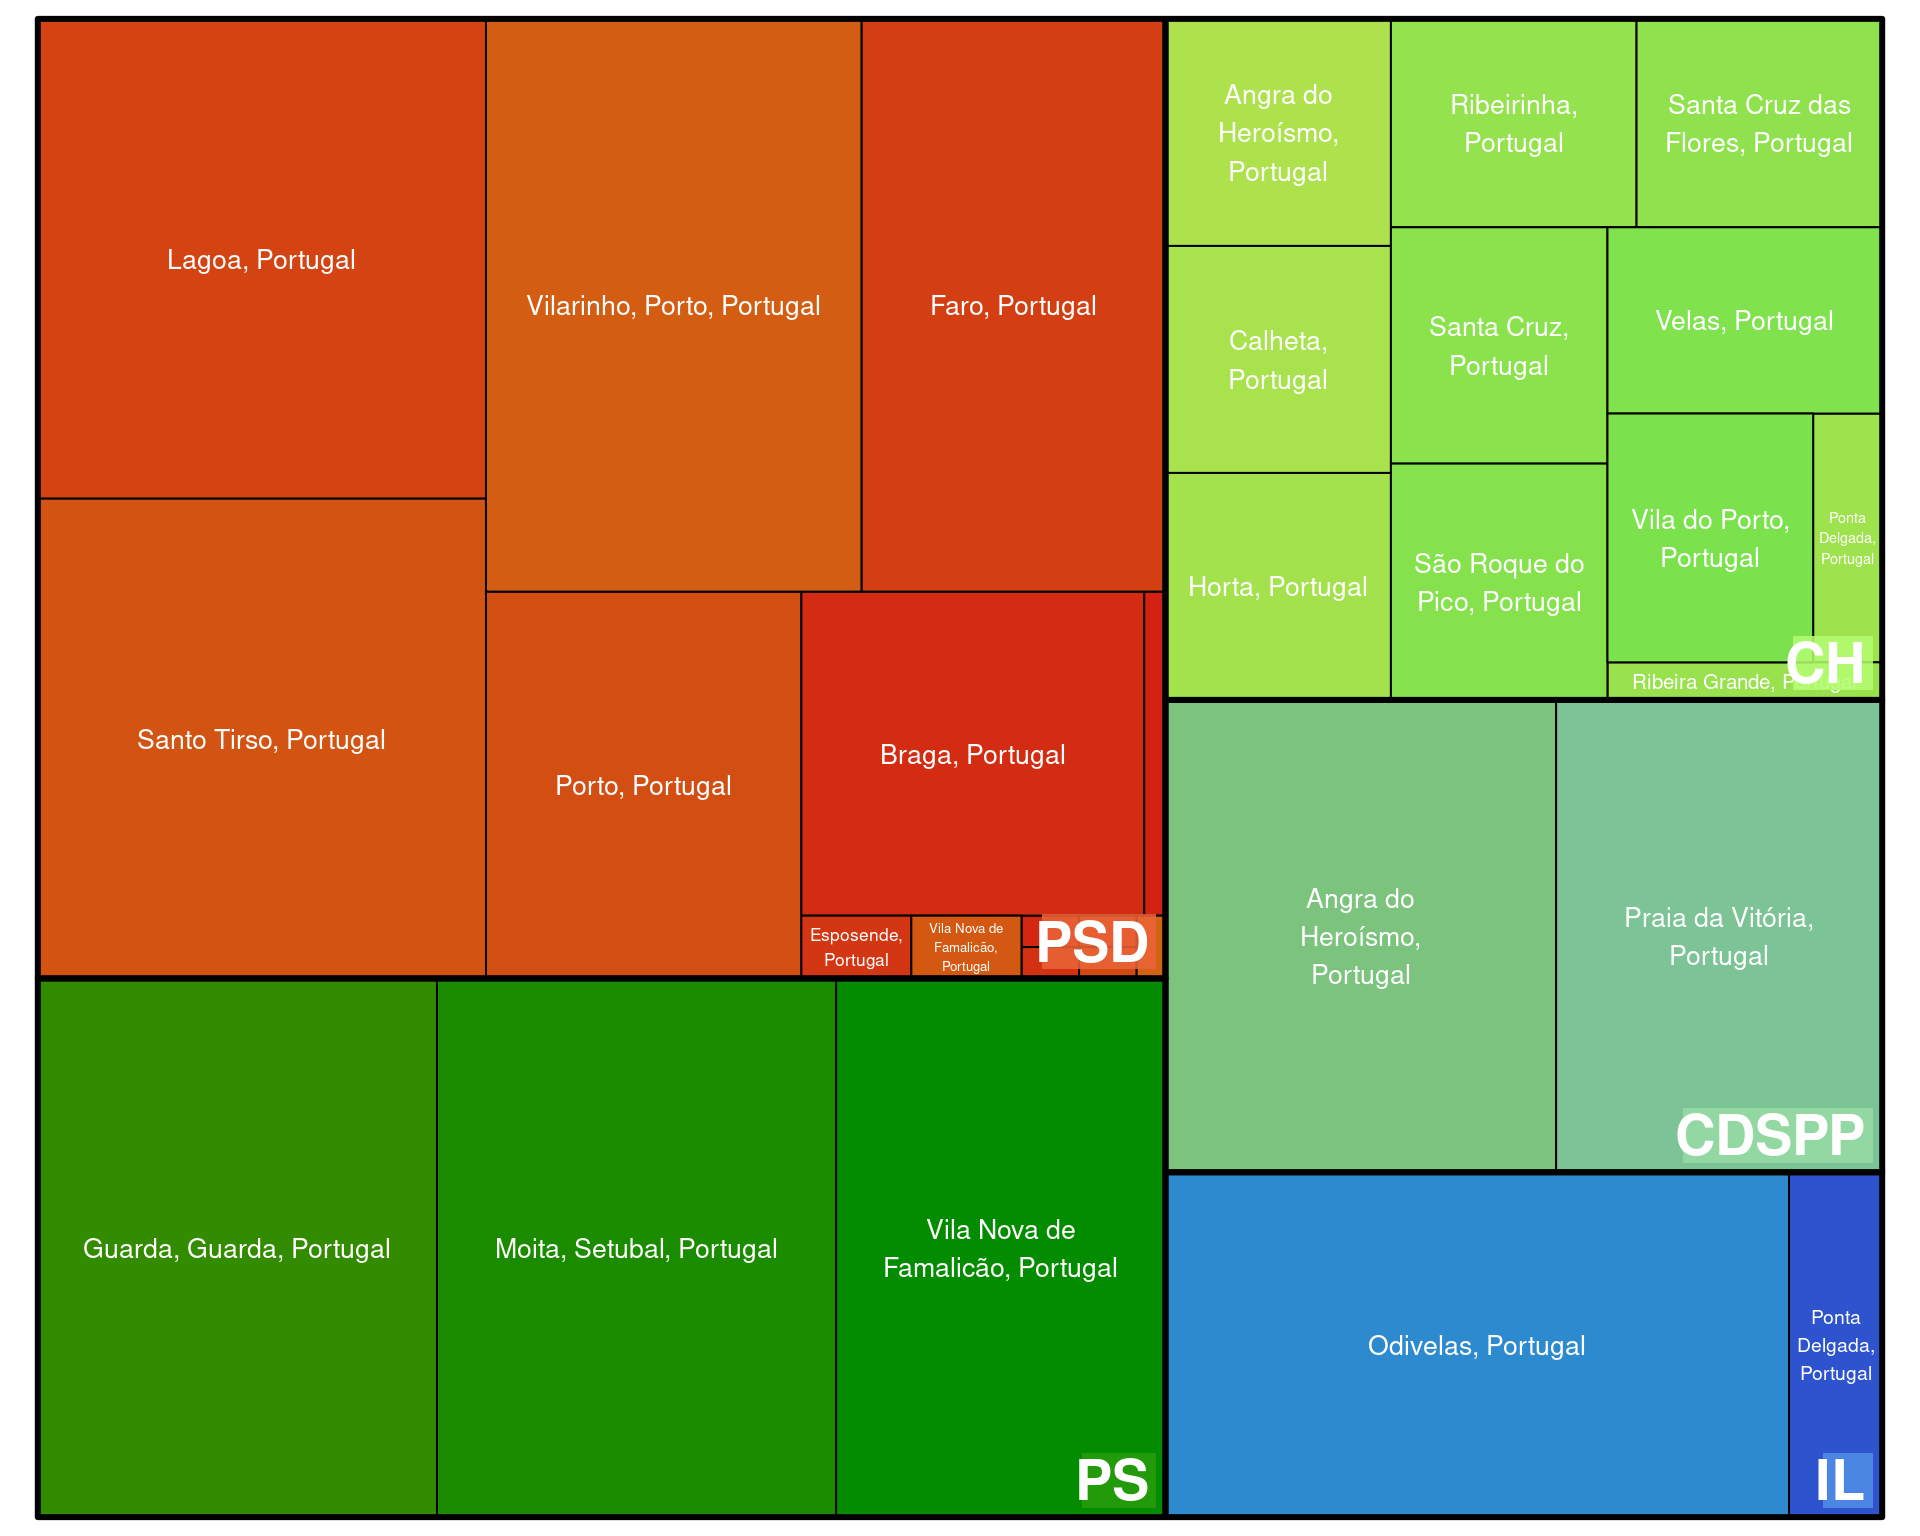 Lagoa, Portugal
Vilarinho, Porto, Portugal
Faro, Portugal
Santo Tirso, Portugal
Porto, Portugal
Braga, Portugal
Esposende,
Portugal
Vila Nova de
Famalicão,
Portugal
PSD
Guarda, Guarda, Portugal
Moita, Setubal, Portugal
Vila Nova de
Famalicão, Portugal
PS
Angra do
Heroísmo,
Portugal
Ribeirinha,
Portugal
Santa Cruz das
Flores, Portugal
Calheta,
Portugal
Santa Cruz,
Portugal
Velas, Portugal
Horta, Portugal
São Roque do
Pico, Portugal
Vila do Porto,
Portugal
Ponta
Delgada,
Portugal
Ribeira Grande, Portugal
CH
Angra do
Heroísmo,
Portugal
Praia da Vitória,
Portugal
CDSPP
Odivelas, Portugal
Ponta
Delgada,
Portugal
IL